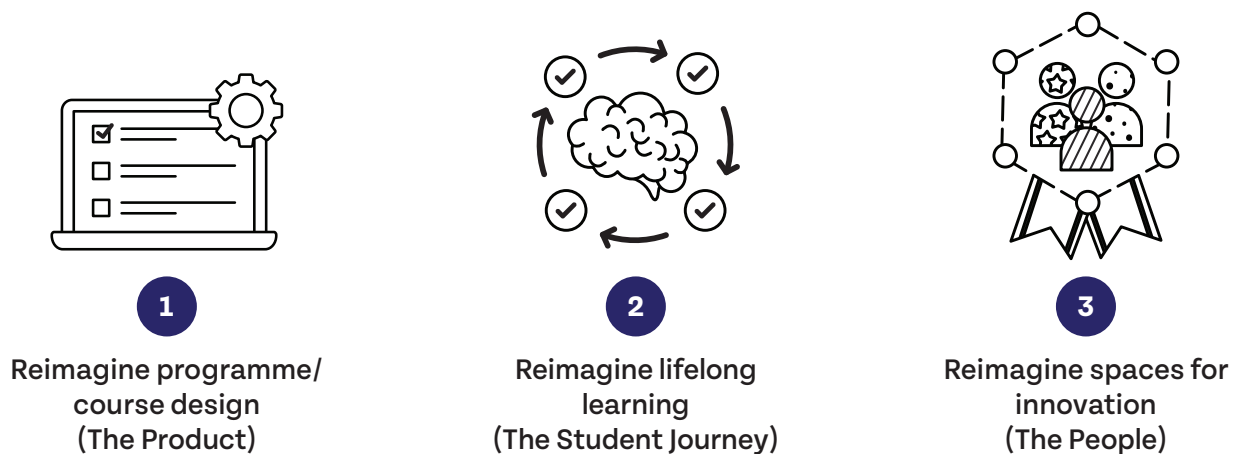 1
Reimagine programme/
course design
(The Product)
2
Reimagine lifelong
learning
(The Student Journey)
3
Reimagine spaces for
innovation
(The People)